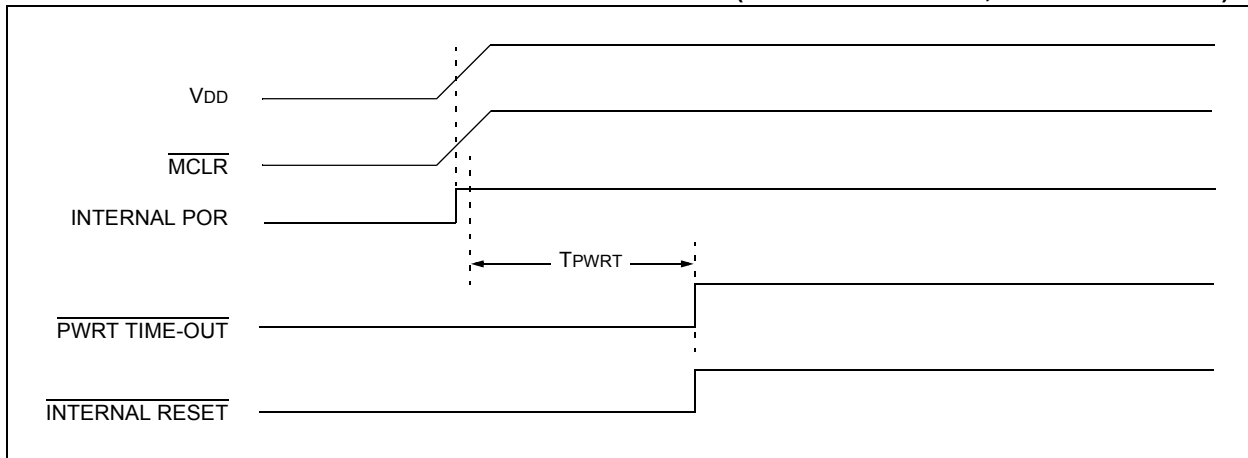 VDD
MCLR
INTERNAL POR
TPWRT
PWRT TIME-OUT
INTERNAL RESET